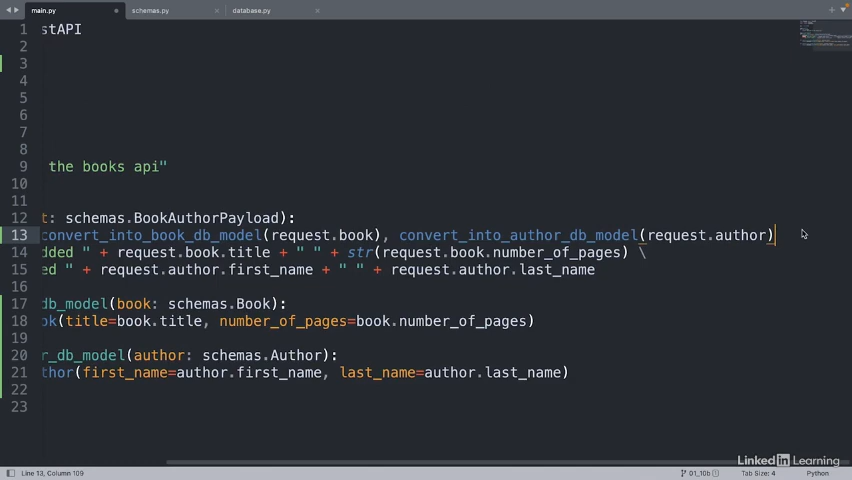 main.py
schemas.py
database.py
1 stAPI
2
3
4
5
6
7
8
9 the books api"
10
11
12 t: schemas.BookAuthorPayload):
13 convert_into_book_db_model(request.book), convert_into_author_db_model(request.author)
14 dded " + request.book.title + " " + str(request.book.number_of_pages) \
15 ed " + request.author.first_name + " " + request.author.last_name
16
17 db_model(book: schemas.Book):
18 ok(title=book.title, number_of_pages=book.number_of_pages)
19
20 r_db_model(author: schemas.Author):
21 thor(first_name=author.first_name, last_name=author.last_name)
22
23
Linked in Learning
Line 13, Column 109
01_10b
Tab Size: 4
Python